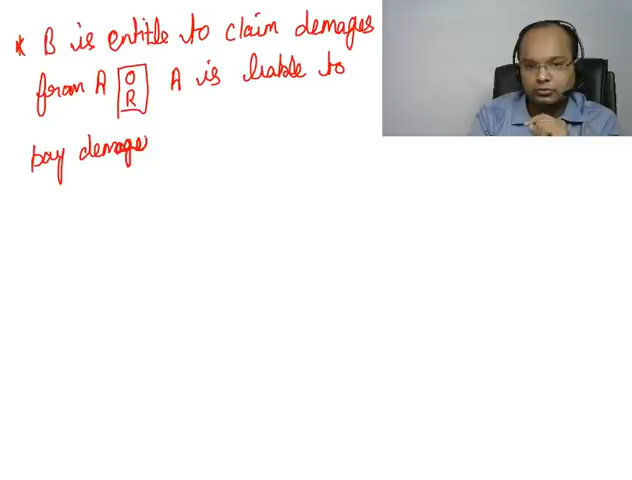 * B is entitle to claim demages
from A OR A is liable to
pay demage